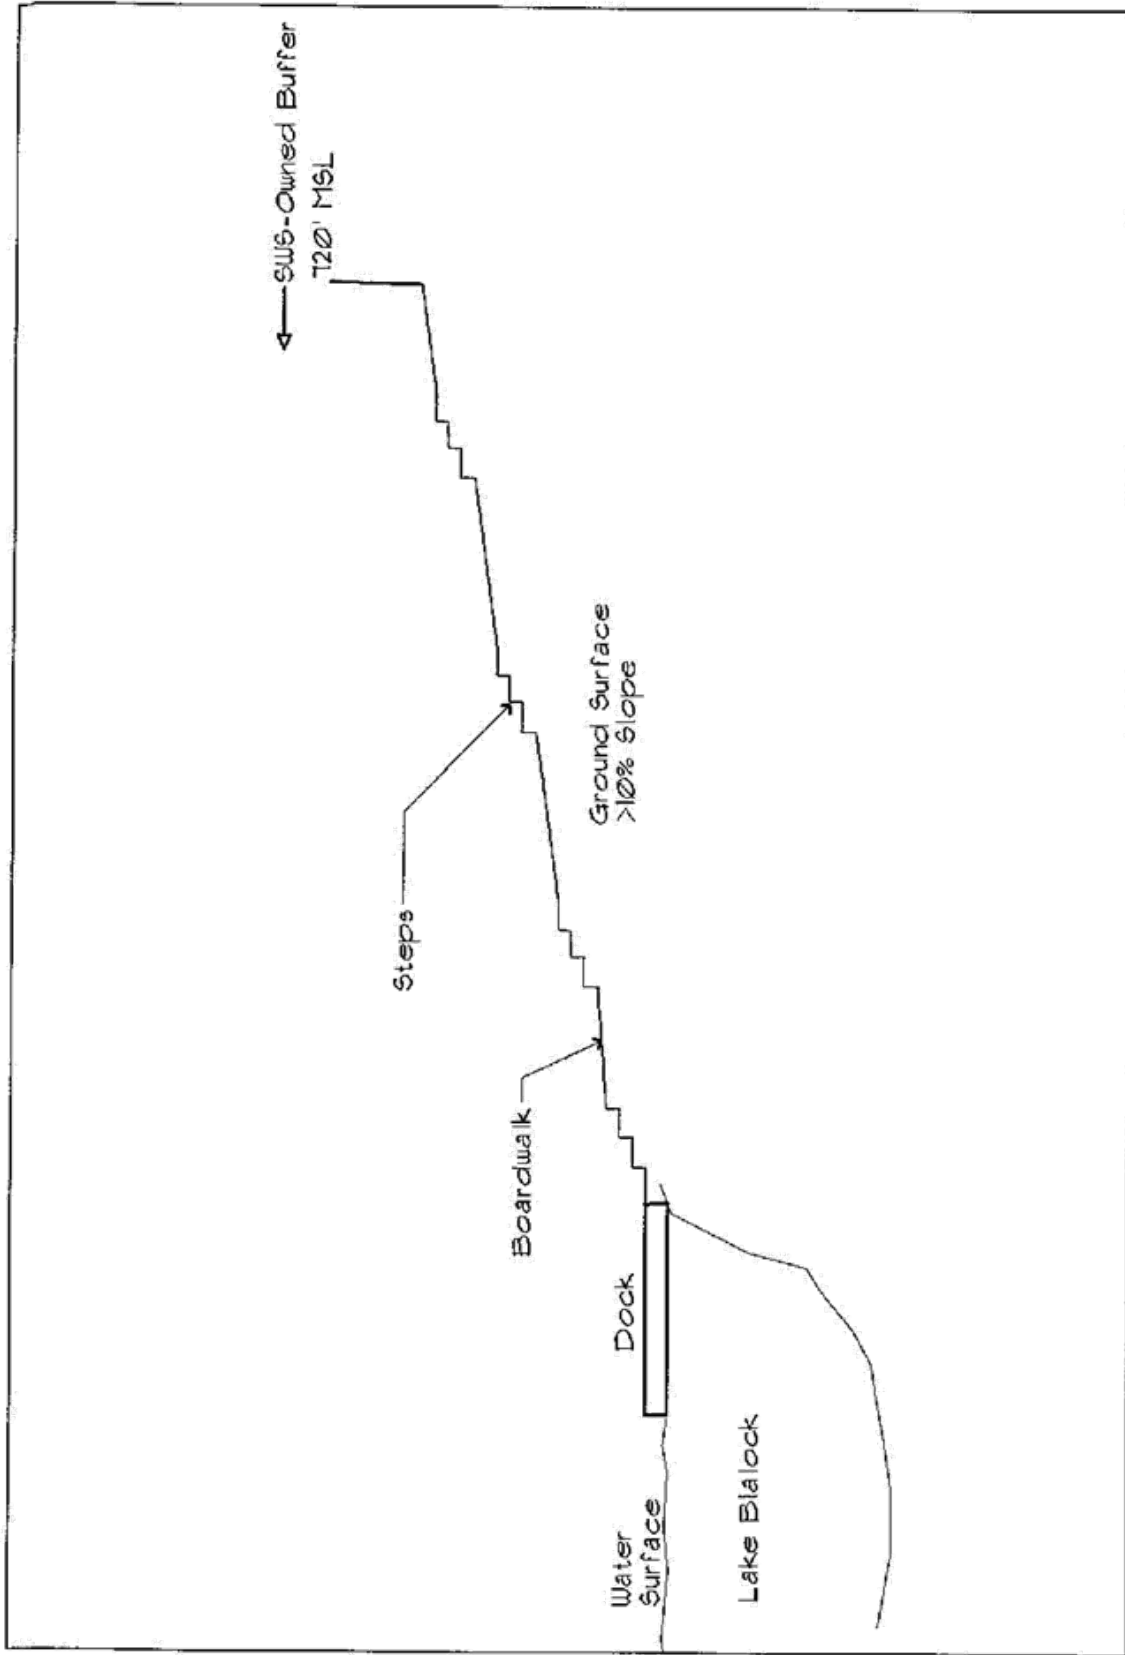 SWS-Owned Buffer
720' MSL
Steps
Ground Surface
>10% Slope
Boardwalk
Dock
Water
Surface
Lake Blalock